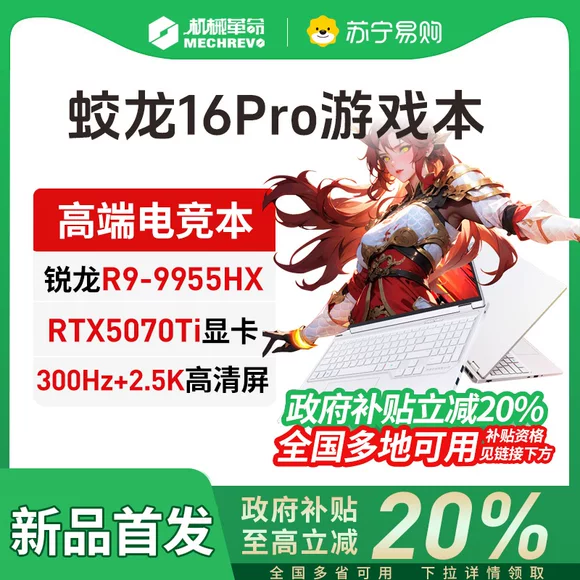 机械革命
MECHREVO
苏宁易购
蛟龙16Pro游戏本
高端电竞本
锐龙R9-9955HX
RTX5070Ti显卡
300Hz+2.5K高清屏
政府补贴立减20%
全国多地可用
补贴资格
见链接下方
新品首发
政府补贴
至高立减
20%
全国多省可用 下拉详情领取